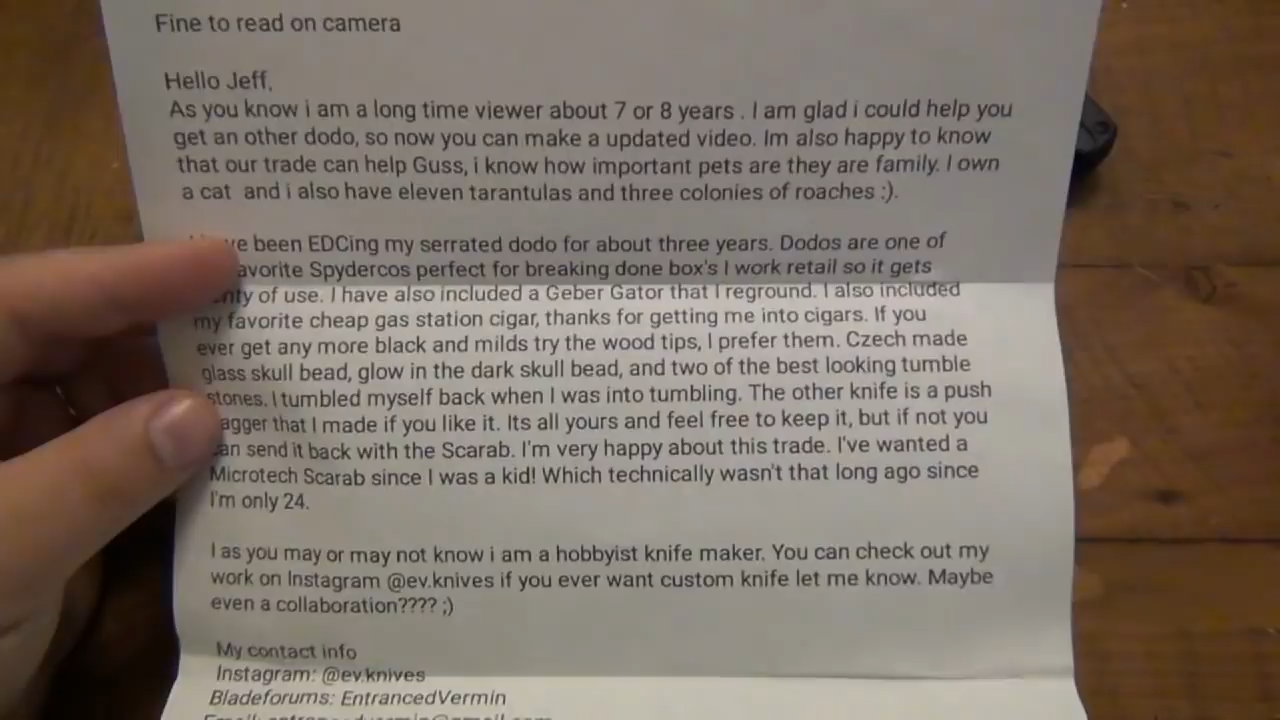 Fine to read on camera
Hello Jeff,
As you know i am a long time viewer about 7 or 8 years . I am glad i could help you
get an other dodo, so now you can make a updated video. Im also happy to know
that our trade can help Guss, i know how important pets are they are family. I own
a cat and i also have eleven tarantulas and three colonies of roaches :).
been EDCing my serrated dodo for about three years. Dodos are one of
Spydercos perfect for breaking done box's I work retail so it gets
of use. I have also included a Geber Gator that I reground. I also included
my favorite cheap gas station cigar, thanks for getting me into cigars. If you
ever get any more black and milds try the wood tips, I prefer them. Czech made
glass skull bead, glow in the dark skull bead, and two of the best looking tumble
stones. I tumbled myself back when I was into tumbling. The other knife is a push
agger that I made if you like it. Its all yours and feel free to keep it, but if not you
an send it back with the Scarab. I'm very happy about this trade. I've wanted a
Microtech Scarab since I was a kid! Which technically wasn't that long ago since
I'm only 24.
I as you may or may not know i am a hobbyist knife maker. You can check out my
work on Instagram @ev.knives if you ever want custom knife let me know. Maybe
even a collaboration???? ;)
My contact info
Instagram: @ev.knives
Bladeforums: EntrancedVermin
Email: entrancedvermin@gmail.com